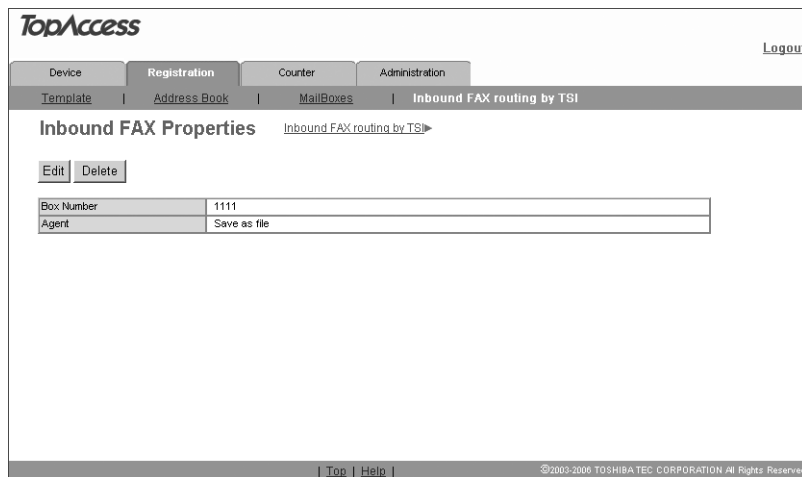 TopAccess
Logout
Device Registration Counter Administration
Template | Address Book | MailBoxes | Inbound FAX routing by TSI
Inbound FAX Properties Inbound FAX routing by TSI▶
Edit Delete
Box Number 1111
Agent Save as file
| Top | Help | ©2003-2006 TOSHIBA TEC CORPORATION All Rights Reserved